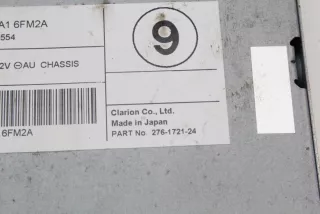 A1 6FM2A
554
9
2V ⊝AU CHASSIS
6FM2A
Clarion Co., Ltd.
Made in Japan
PART No. 276-1721-24